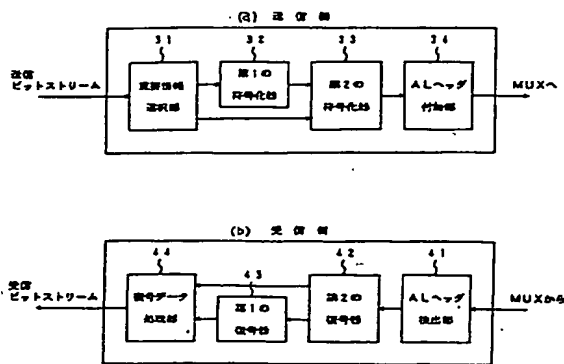 (a) 送信側
31
32
33
34
送信
ビットストリーム
重要情報
選択部
第1の
符号化器
第2の
符号化器
ALヘッダ
付加部
MUXへ
(b) 受信側
44
43
42
41
受信
ビットストリーム
復号データ
処理部
第1の
復号器
第2の
復号器
ALヘッダ
検出部
MUXから